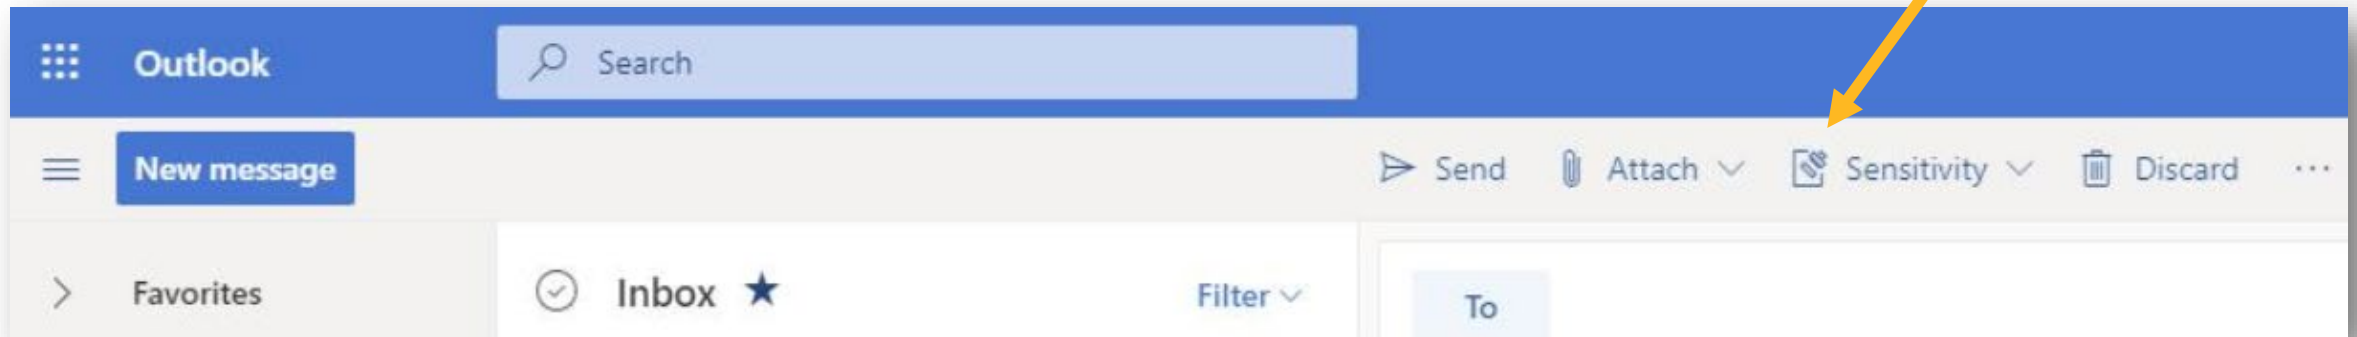 Outlook Search
New message Send Attach Sensitivity Discard ...
Favorites Inbox Filter To